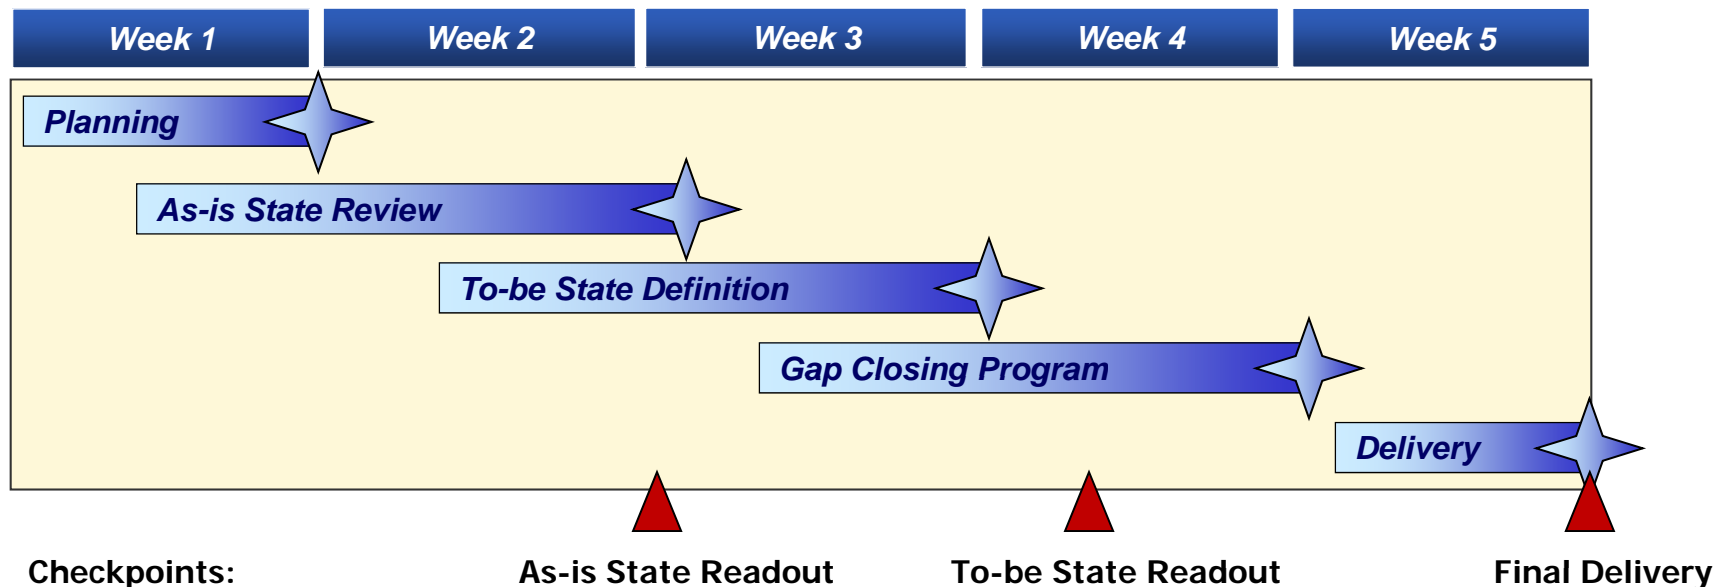 Week 1 Week 2 Week 3 Week 4 Week 5
Planning
As-is State Review
To-be State Definition
Gap Closing Program
Delivery
Checkpoints: As-is State Readout To-be State Readout Final Delivery